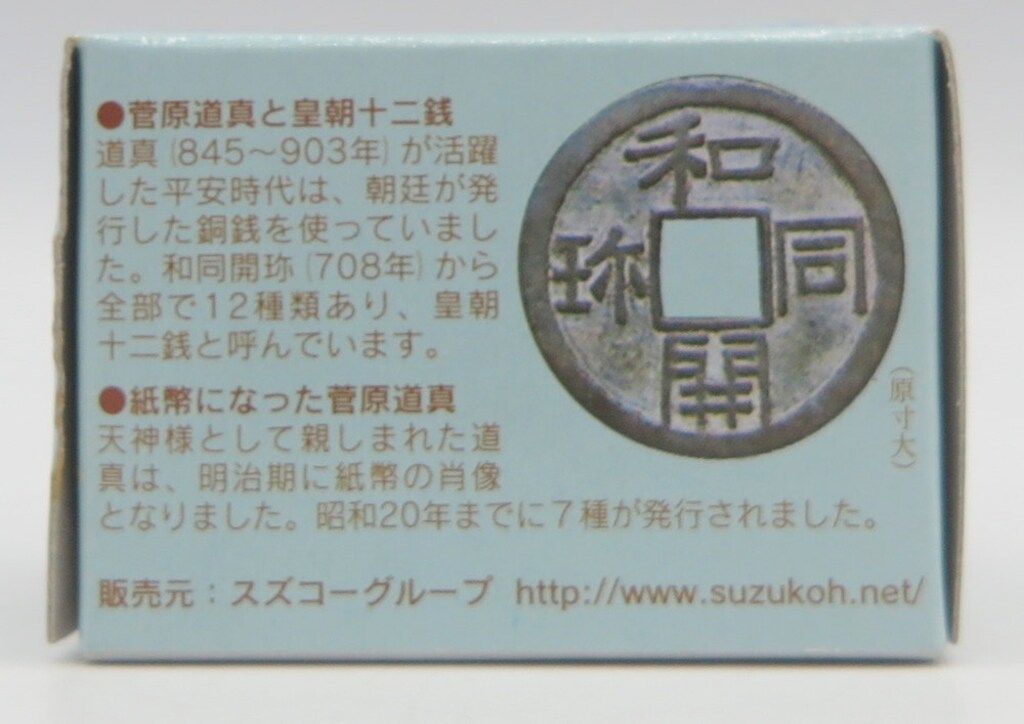 ●菅原道真と皇朝十二銭
道真(845～903年)が活躍
した平安時代は、朝廷が発
行した銅銭を使っていまし
た。和同開珎(708年)から
全部で12種類あり、皇朝
十二銭と呼んでいます。
●紙幣になった菅原道真
天神様として親しまれた道
真は、明治期に紙幣の肖像
となりました。昭和20年までに7種が発行されました。
和同開珎
(原寸大)
販売元：スズコーグループ http://www.suzukoh.net/